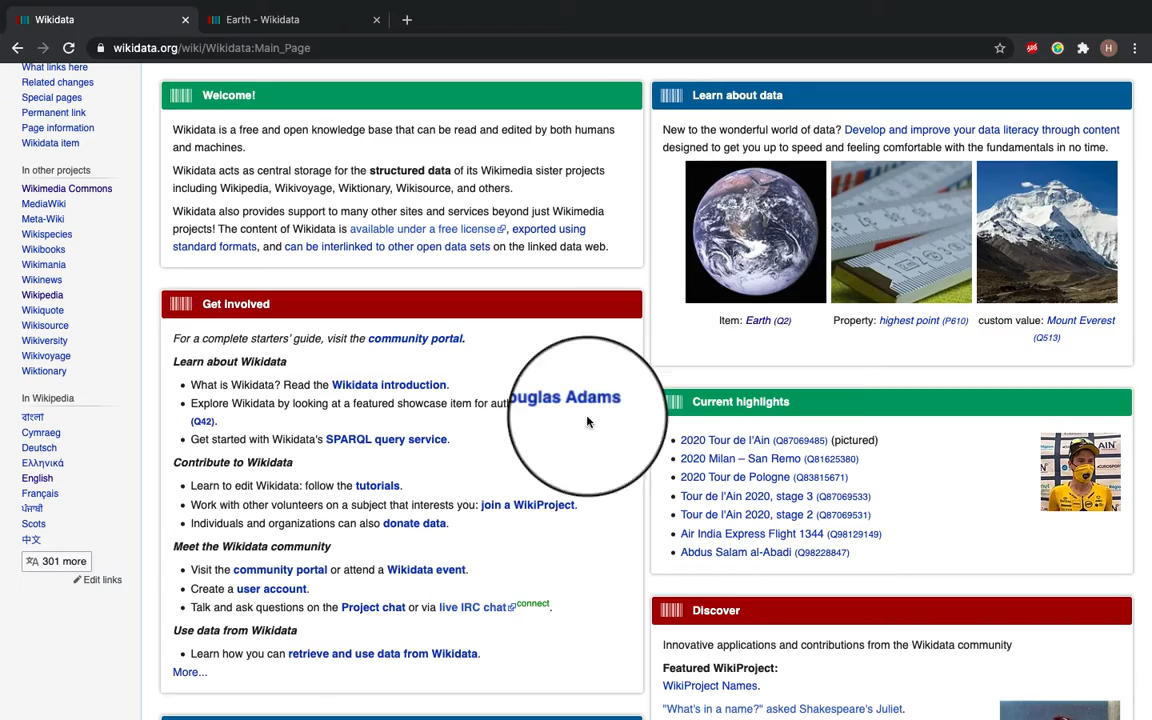 Wikidata
Earth - Wikidata
wikidata.org/wiki/Wikidata:Main_Page
H
What links here
Related changes
Special pages
Permanent link
Page information
Wikidata item
In other projects
Wikimedia Commons
MediaWiki
Meta-Wiki
Wikispecies
Wikibooks
Wikimania
Wikinews
Wikipedia
Wikiquote
Wikisource
Wikiversity
Wikivoyage
Wiktionary
In Wikipedia
বাংলা
Cymraeg
Deutsch
Ελληνικά
English
Français
ਪੰਜਾਬੀ
Scots
中文
301 more
Edit links
Welcome!
Wikidata is a free and open knowledge base that can be read and edited by both humans
and machines.
Wikidata acts as central storage for the structured data of its Wikimedia sister projects
including Wikipedia, Wikivoyage, Wiktionary, Wikisource, and others.
Wikidata also provides support to many other sites and services beyond just Wikimedia
projects! The content of Wikidata is available under a free license, exported using
standard formats, and can be interlinked to other open data sets on the linked data web.
Get involved
For a complete starters' guide, visit the community portal.
Learn about Wikidata
What is Wikidata? Read the Wikidata introduction.
Explore Wikidata by looking at a featured showcase item for
(Q42).
Adams
Get started with Wikidata's SPARQL query service.
Contribute to Wikidata
Learn to edit Wikidata: follow the tutorials.
Work with other volunteers on a subject that interests you: join a WikiProject.
Individuals and organizations can also donate data.
Meet the Wikidata community
Visit the community portal or attend a Wikidata event.
Create a user account.
Talk and ask questions on the Project chat or via live IRC chat connect.
Use data from Wikidata
Learn how you can retrieve and use data from Wikidata.
More...
Learn about data
New to the wonderful world of data? Develop and improve your data literacy through content
designed to get you up to speed and feeling comfortable with the fundamentals in no time.
Item: Earth (Q2)
Property: highest point (P610)
custom value: Mount Everest
(Q513)
Current highlights
2020 Tour de l'Ain (Q87069485) (pictured)
2020 Milan – San Remo (Q81625380)
2020 Tour de Pologne (Q83815671)
Tour de l'Ain 2020, stage 3 (Q87069533)
Tour de l'Ain 2020, stage 2 (Q87069531)
Air India Express Flight 1344 (Q98129149)
Abdus Salam al-Abadi (Q98228847)
Discover
Innovative applications and contributions from the Wikidata community
Featured WikiProject:
WikiProject Names.
"What's in a name?" asked Shakespeare's Juliet.